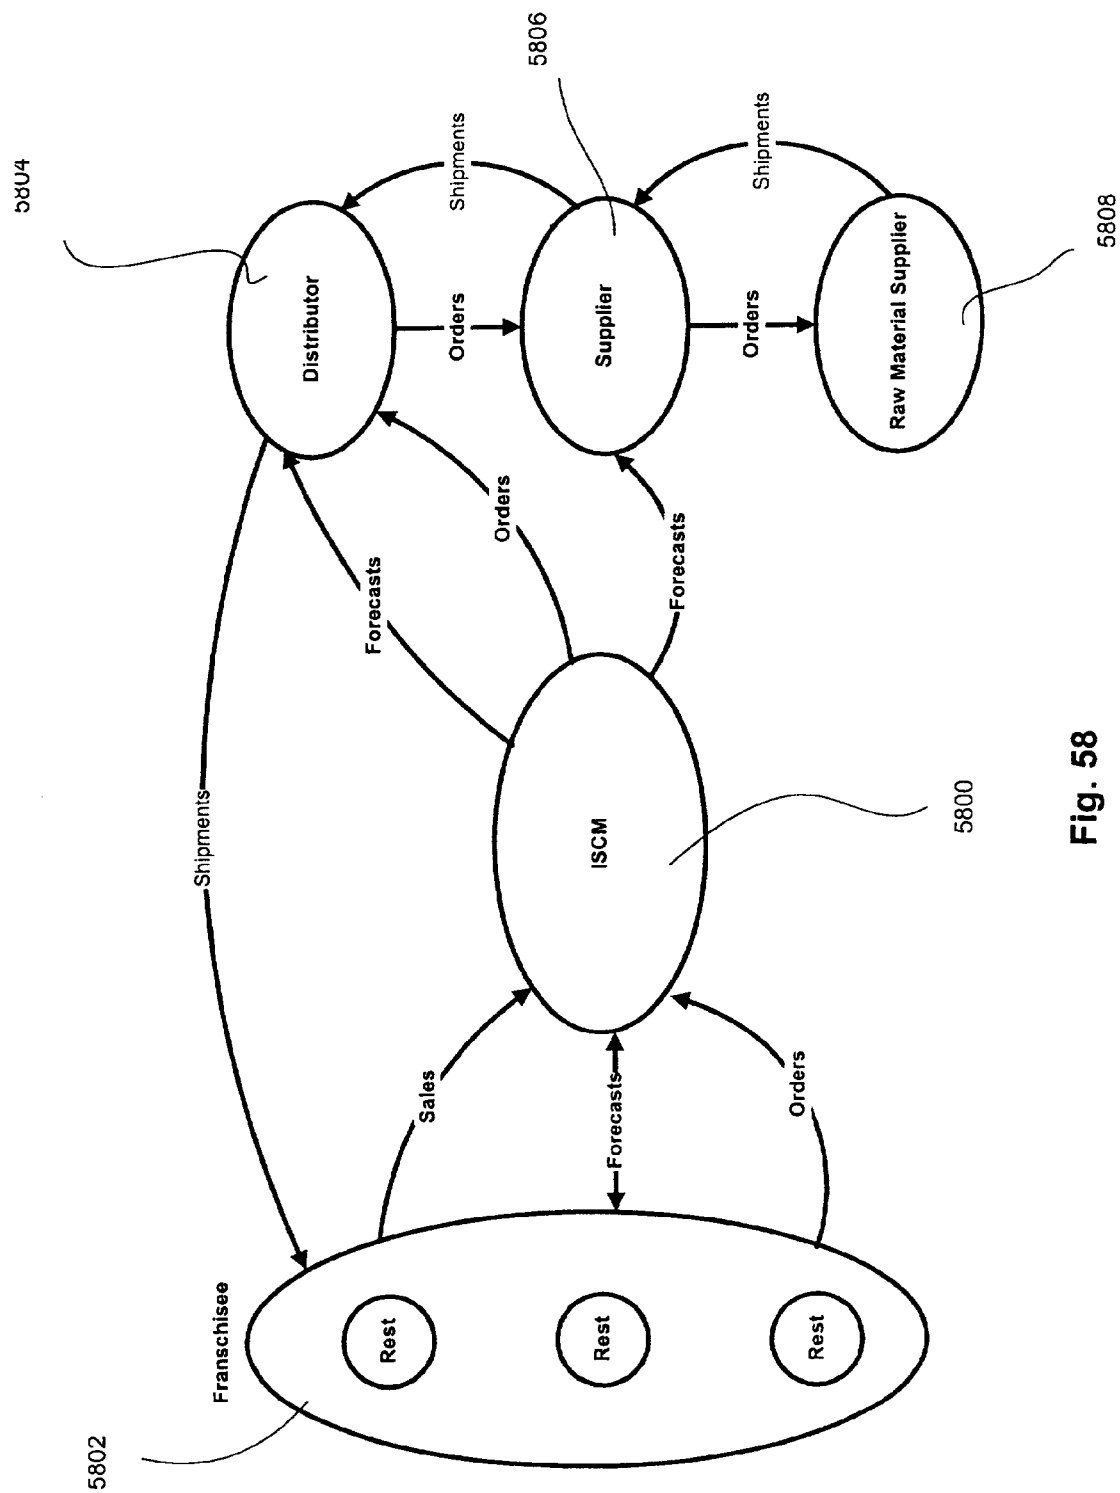 5804
5802
Shipments
Franschisee
Distributor
Forecasts
Rest
Sales
Orders
Shipments
Orders
5806
Rest
ISCM
Supplier
Forecasts
Forecasts
Orders
Shipments
Orders
Rest
Raw Material Supplier
5800
Fig. 58
5808